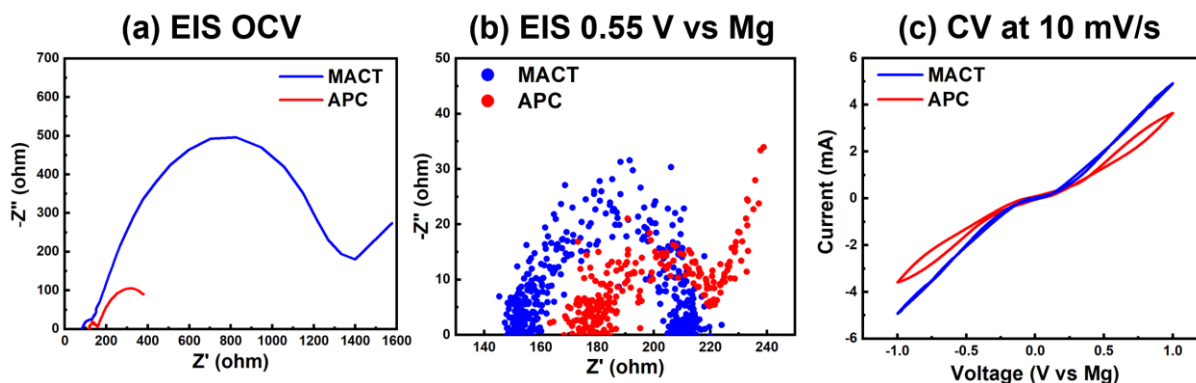 (a) EIS OCV
700
600
500
400
300
200
100
0
-Z" (ohm)
MACT
APC
0 200 400 600 800 1000 1200 1400 1600
Z' (ohm)
(b) EIS 0.55 V vs Mg
50
40
30
20
10
0
-Z" (ohm)
MACT
APC
140 160 180 200 220 240
Z' (ohm)
(c) CV at 10 mV/s
6
4
2
0
-2
-4
-6
Current (mA)
MACT
APC
-1.0 -0.5 0.0 0.5 1.0
Voltage (V vs Mg)